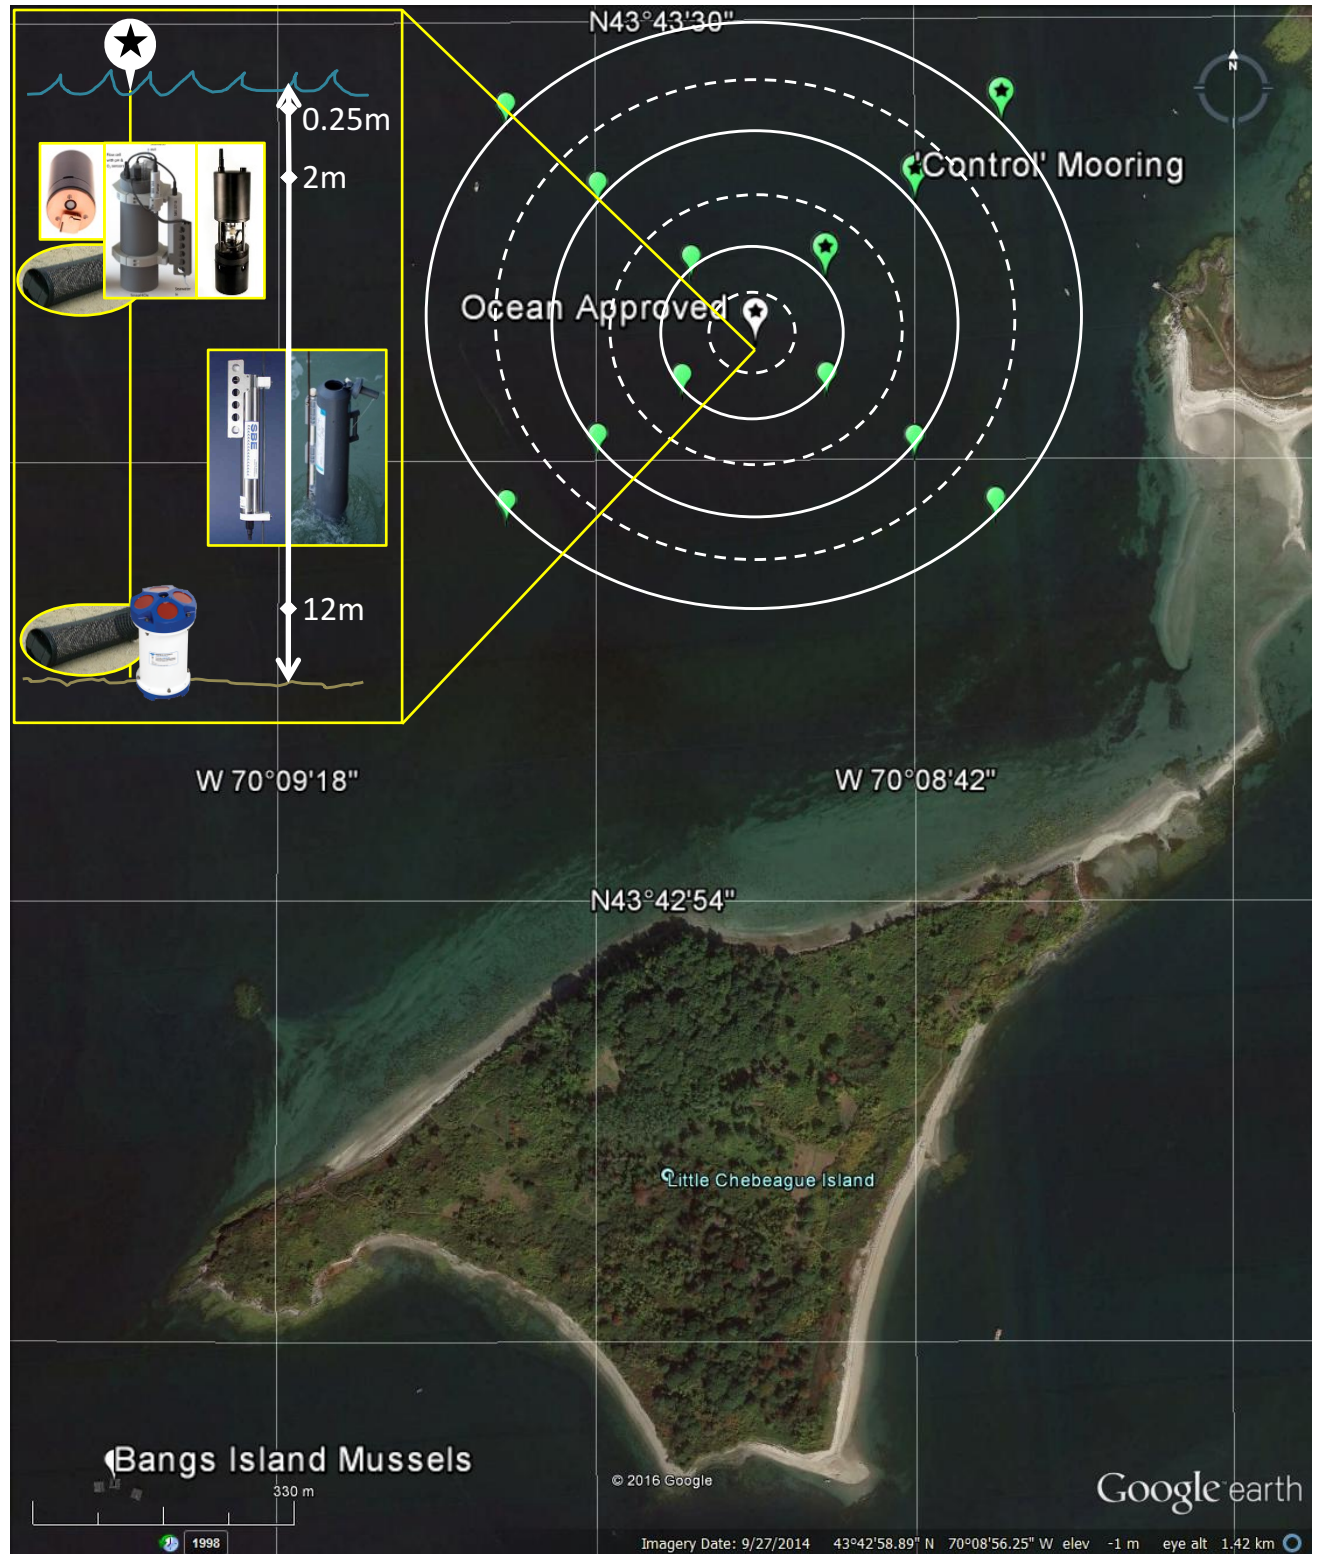 N43°43'30"
N
0.25m
2m
'Control' Mooring
Ocean Approved
SBE
12m
W 70°09'18"
W 70°08'42"
N43°42'54"
Little Chebeague Island
Bangs Island Mussels
330 m
© 2016 Google
Google earth
1998
Imagery Date: 9/27/2014 43°42'58.89" N 70°08'56.25" W elev -1 m eye alt 1.42 km